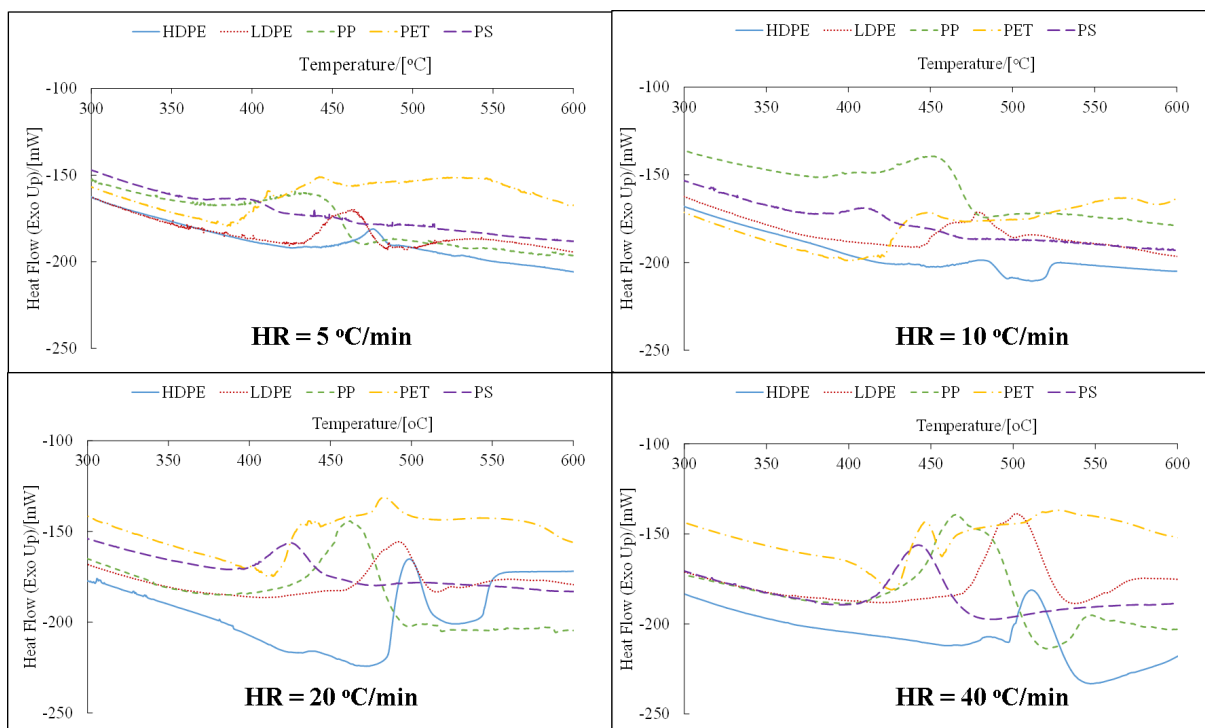 HDPE LDPE PP PET PS
Temperature/[°C]
-100
300 350 400 450 500 550 600
-150
-200
-250
Heat Flow (Exo Up)/[mW]
HR = 5 °C/min
HDPE LDPE PP PET PS
Temperature/[°C]
-100
300 350 400 450 500 550 600
-150
-200
-250
Heat Flow (Exo Up)/[mW]
HR = 10 °C/min
HDPE LDPE PP PET PS
Temperature/[oC]
-100
300 350 400 450 500 550 600
-150
-200
-250
Heat Flow (Exo Up)/[mW]
HR = 20 °C/min
HDPE LDPE PP PET PS
Temperature/[oC]
-100
300 350 400 450 500 550 600
-150
-200
-250
Heat Flow (Exo Up)/[mW]
HR = 40 °C/min